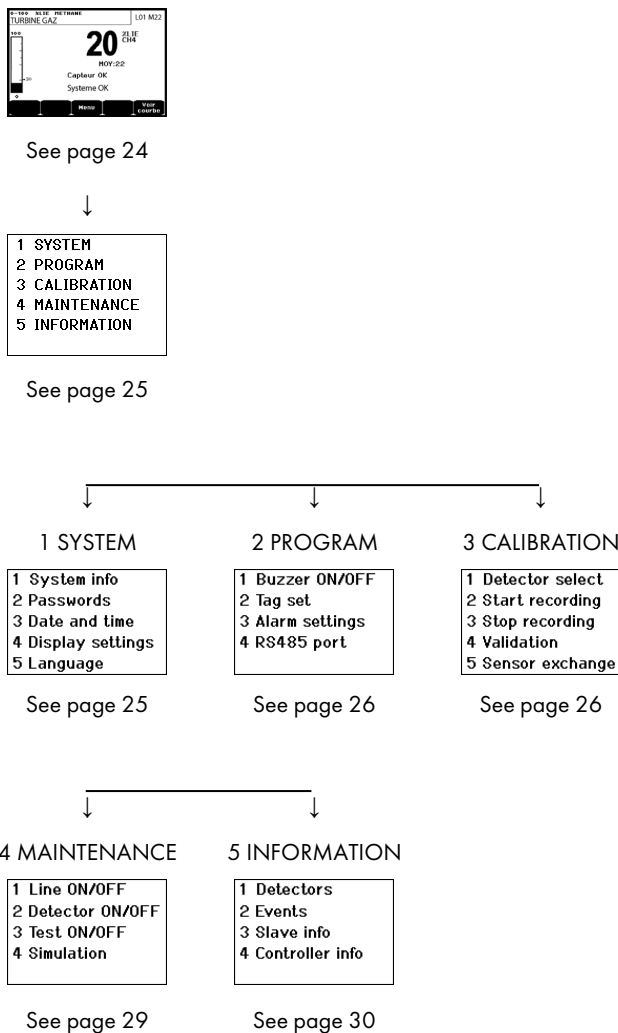 0-100 %LIE METHANE
TURBINE GAZ
L01 M22
100
20 %LIE CH4
MOY:22
20
Capteur OK
Systeme OK
0
Menu
Voir courbe
See page 24
↓
1 SYSTEM
2 PROGRAM
3 CALIBRATION
4 MAINTENANCE
5 INFORMATION
See page 25
↓ ↓ ↓
1 SYSTEM
1 System info
2 Passwords
3 Date and time
4 Display settings
5 Language
See page 25
2 PROGRAM
1 Buzzer ON/OFF
2 Tag set
3 Alarm settings
4 RS485 port
See page 26
3 CALIBRATION
1 Detector select
2 Start recording
3 Stop recording
4 Validation
5 Sensor exchange
See page 26
↓ ↓
4 MAINTENANCE
1 Line ON/OFF
2 Detector ON/OFF
3 Test ON/OFF
4 Simulation
See page 29
5 INFORMATION
1 Detectors
2 Events
3 Slave info
4 Controller info
See page 30